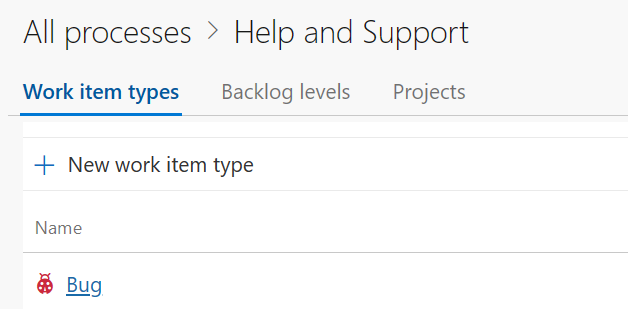 All processes > Help and Support
Work item types Backlog levels Projects
+ New work item type
Name
Bug